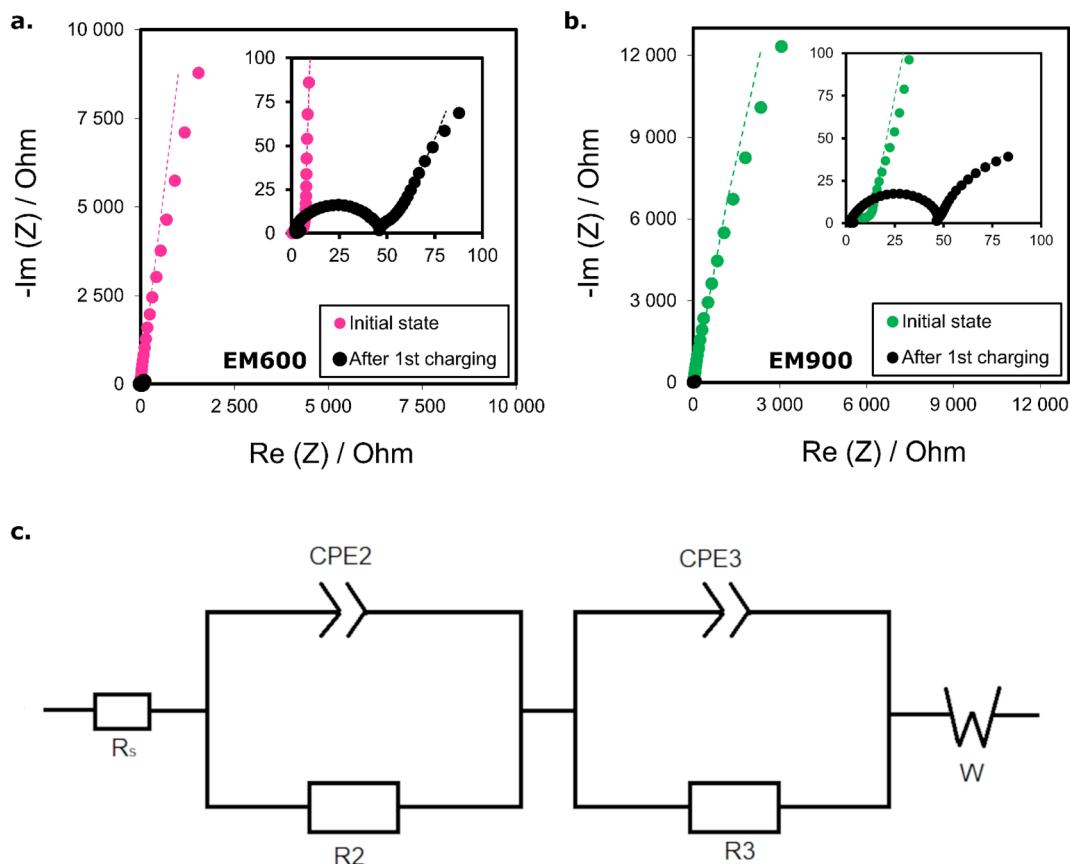 a.
10 000
7 500
5 000
2 500
0
-Im (Z) / Ohm
100
75
50
25
0
0 25 50 75 100
Initial state
After 1st charging
EM600
0 2 500 5 000 7 500 10 000
Re (Z) / Ohm
b.
12 000
9 000
6 000
3 000
0
-Im (Z) / Ohm
100
75
50
25
0
0 25 50 75 100
Initial state
After 1st charging
EM900
0 3 000 6 000 9 000 12 000
Re (Z) / Ohm
c.
CPE2
CPE3
Rs
R2
R3
W